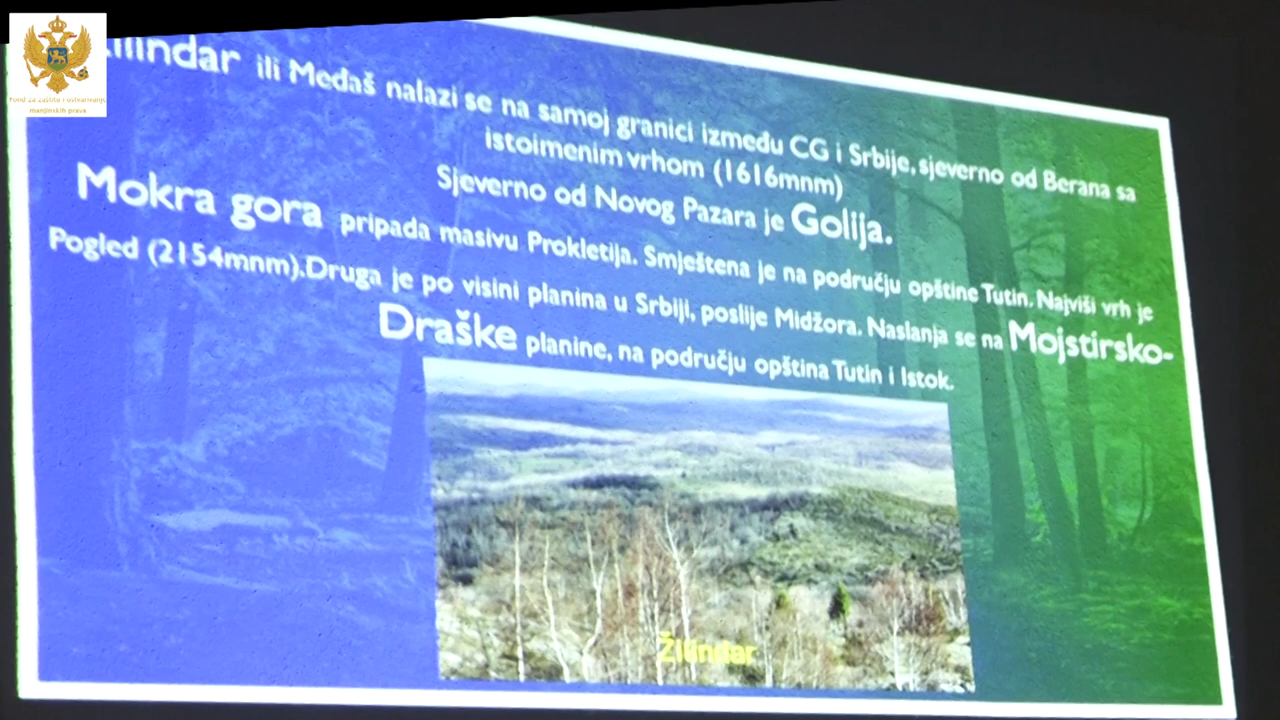 Fond za zaštitu i ostvarivanje
manjinskih prava
Žilindar ili Međaš nalazi se na samoj granici između CG i Srbije, sjeverno od Berana sa
istoimenim vrhom (1616mnm)
Sjeverno od Novog Pazara je Golija.
Mokra gora pripada masivu Prokletija. Smještena je na području opštine Tutin. Najviši vrh je
Pogled (2154mnm).Druga je po visini planina u Srbiji, poslije Midžora. Naslanja se na Mojstirsko-
Draške planine, na području opština Tutin i Istok.
Žilindar